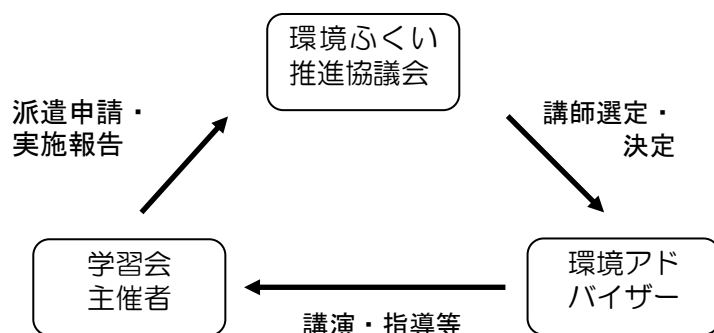 環境ふくい
推進協議会
派遣申請・
実施報告
講師選定・
決定
学習会
主催者
環境アド
バイザー
講演・指導等